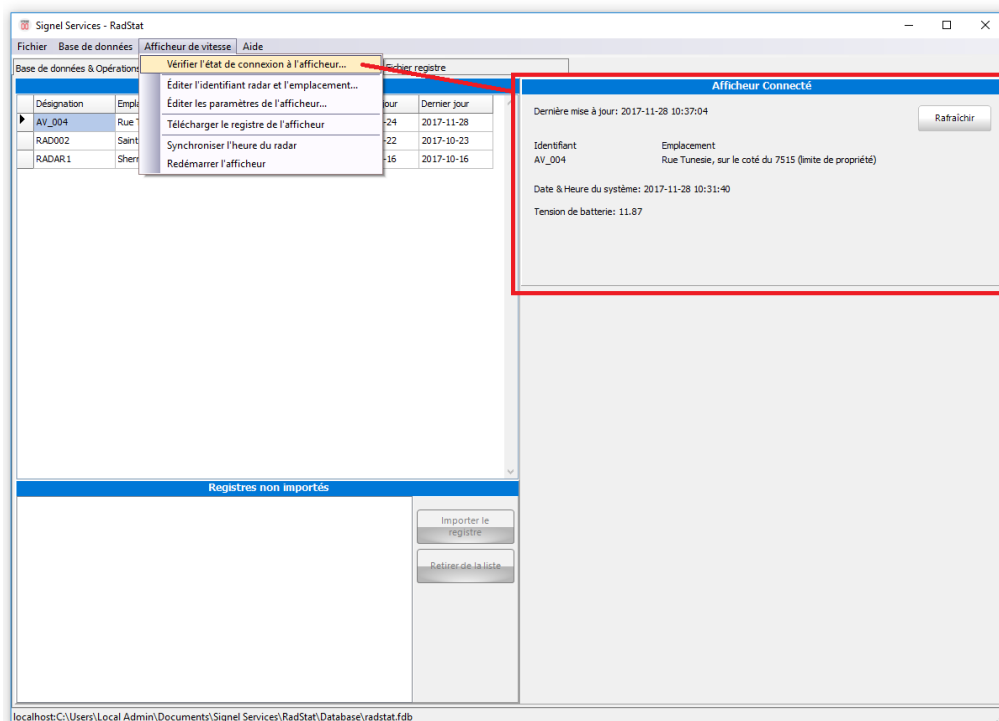 Signel Services - RadStat
Fichier Base de données Afficheur de vitesse Aide
Base de données & Opérations
registre
Vérifier l'état de connexion à l'afficheur...
Éditer l'identifiant radar et l'emplacement...
Éditer les paramètres de l'afficheur...
Télécharger le registre de l'afficheur
Synchroniser l'heure du radar
Redémarrer l'afficheur
Désignation Dernier jour
AV_004 Rue 2017-11-28
RAD002 Saint 2017-10-23
RADAR1 2017-10-16
Afficheur Connecté
Dernière mise à jour: 2017-11-28 10:37:04
Rafraîchir
Identifiant Emplacement
AV_004 Rue Tunesie, sur le coté du 7515 (limite de propriété)
Date & Heure du système: 2017-11-28 10:31:40
Tension de batterie: 11.87
Registres non importés
Importer le
registre
Retirer de la liste
localhost:C:\Users\Local Admin\Documents\Signel Services\RadStat\Database\radstat.fdb